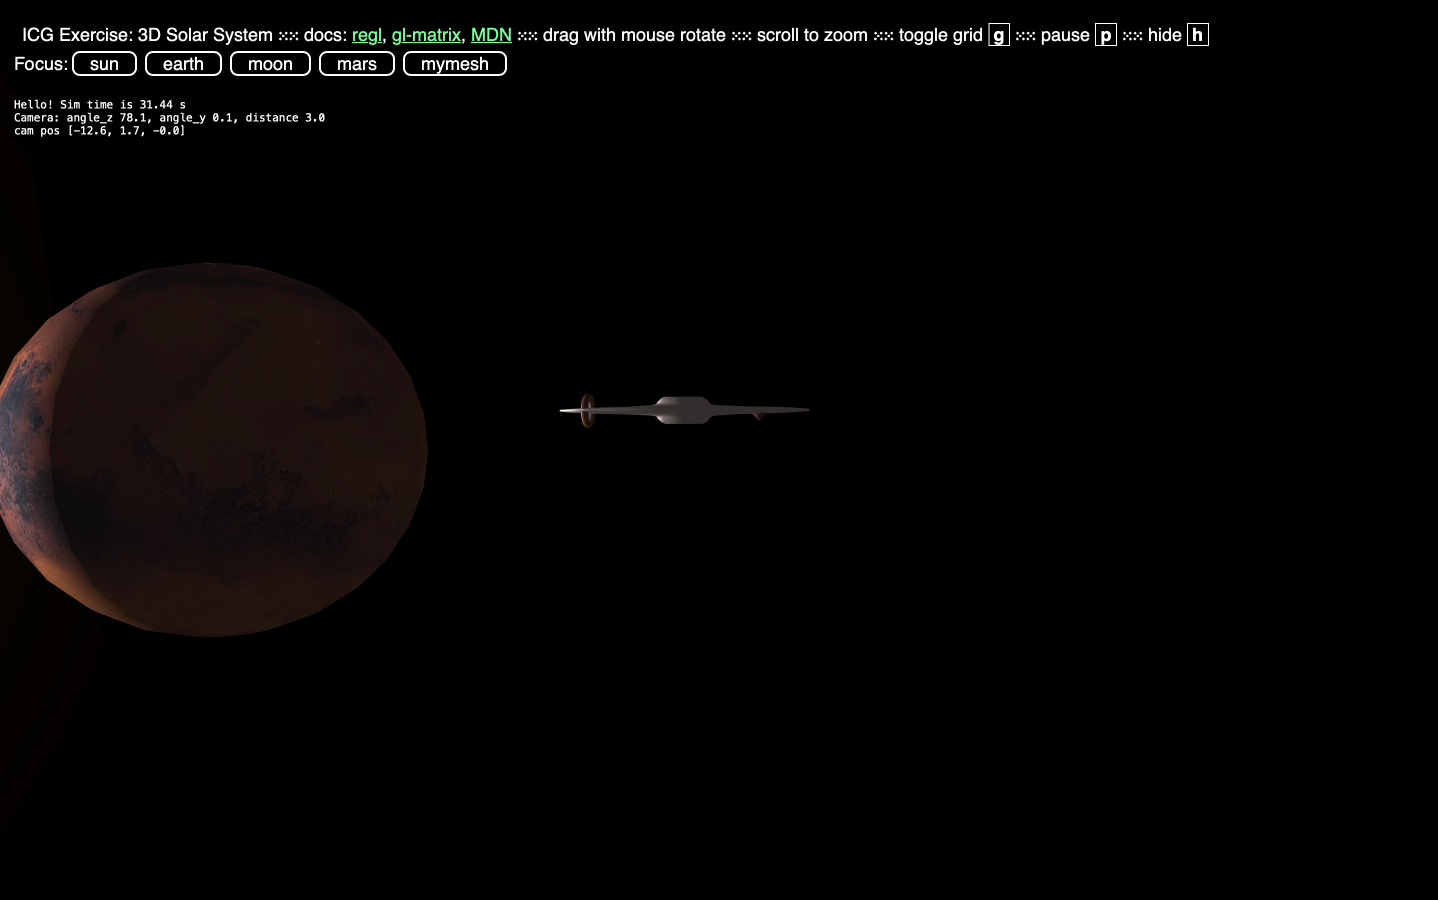 ICG Exercise: 3D Solar System ::::: docs: regl, gl-matrix, MDN ::::: drag with mouse rotate ::::: scroll to zoom ::::: toggle grid g ::::: pause p ::::: hide h
Focus: sun earth moon mars mymesh
Hello! Sim time is 31.44 s
Camera: angle_z 78.1, angle_y 0.1, distance 3.0
cam pos [-12.6, 1.7, -0.0]